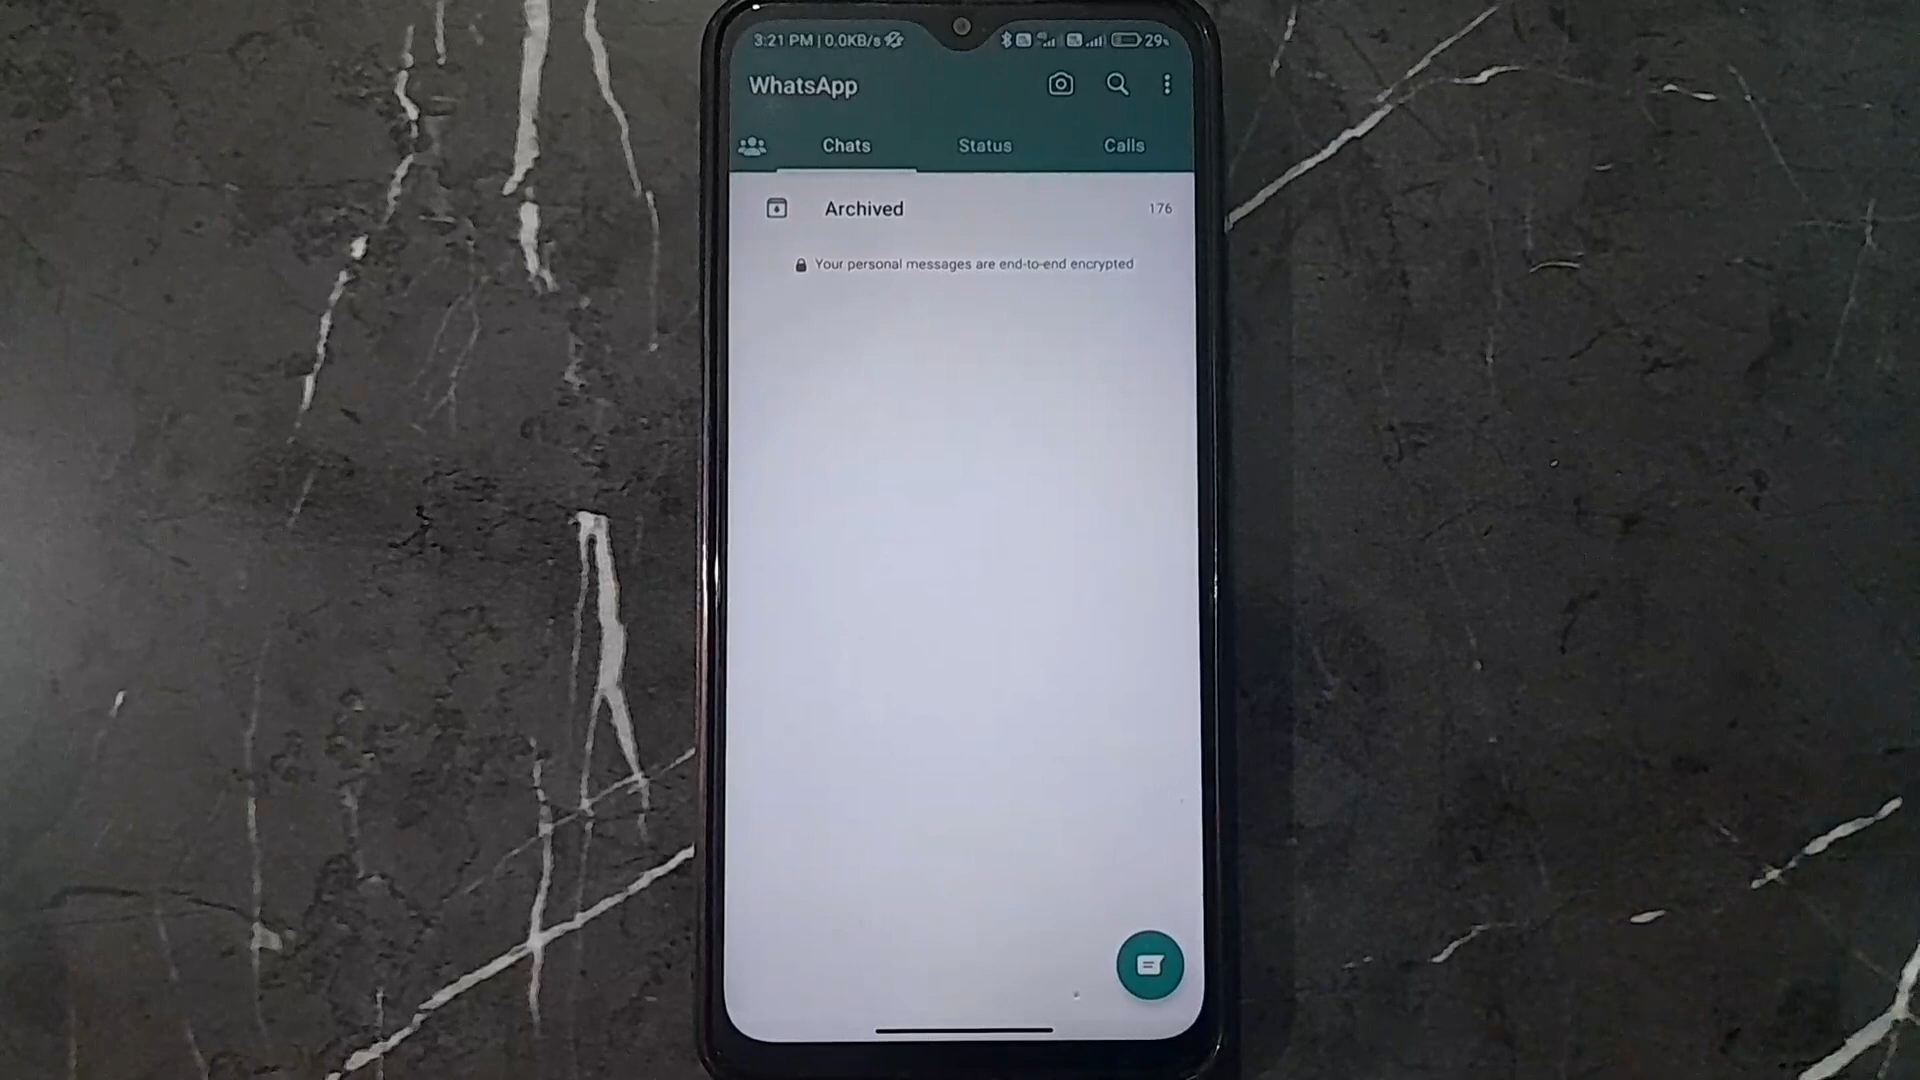 3:21 PM | 0.0KB/s 29%
WhatsApp
Chats Status Calls
Archived 176
Your personal messages are end-to-end encrypted